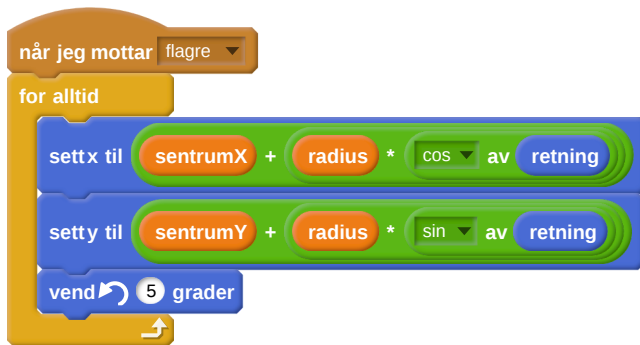 når jeg mottar flagre
for alltid
sett x til sentrumX + radius * cos av retning
sett y til sentrumY + radius * sin av retning
vend 5 grader